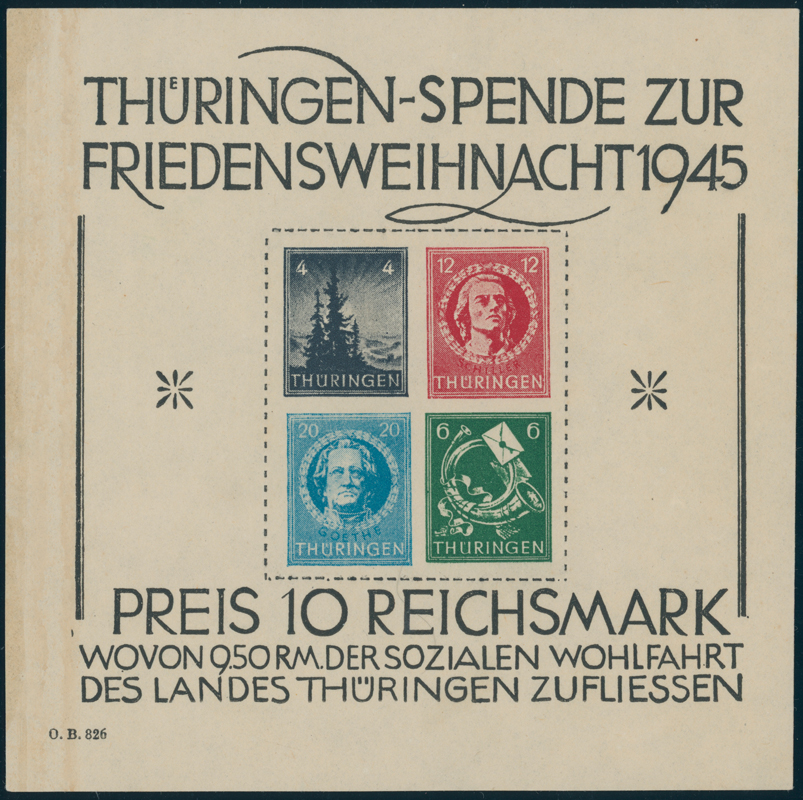 THÜRINGEN-SPENDE ZUR
FRIEDENSWEIHNACHT 1945
4 4
THÜRINGEN
12 12
SCHILLER
THÜRINGEN
20 20
GOETHE
THÜRINGEN
6 6
THÜRINGEN
PREIS 10 REICHSMARK
WOVON 9.50 RM. DER SOZIALEN WOHLFAHRT
DES LANDES THÜRINGEN ZUFLIESSEN
O. B. 826